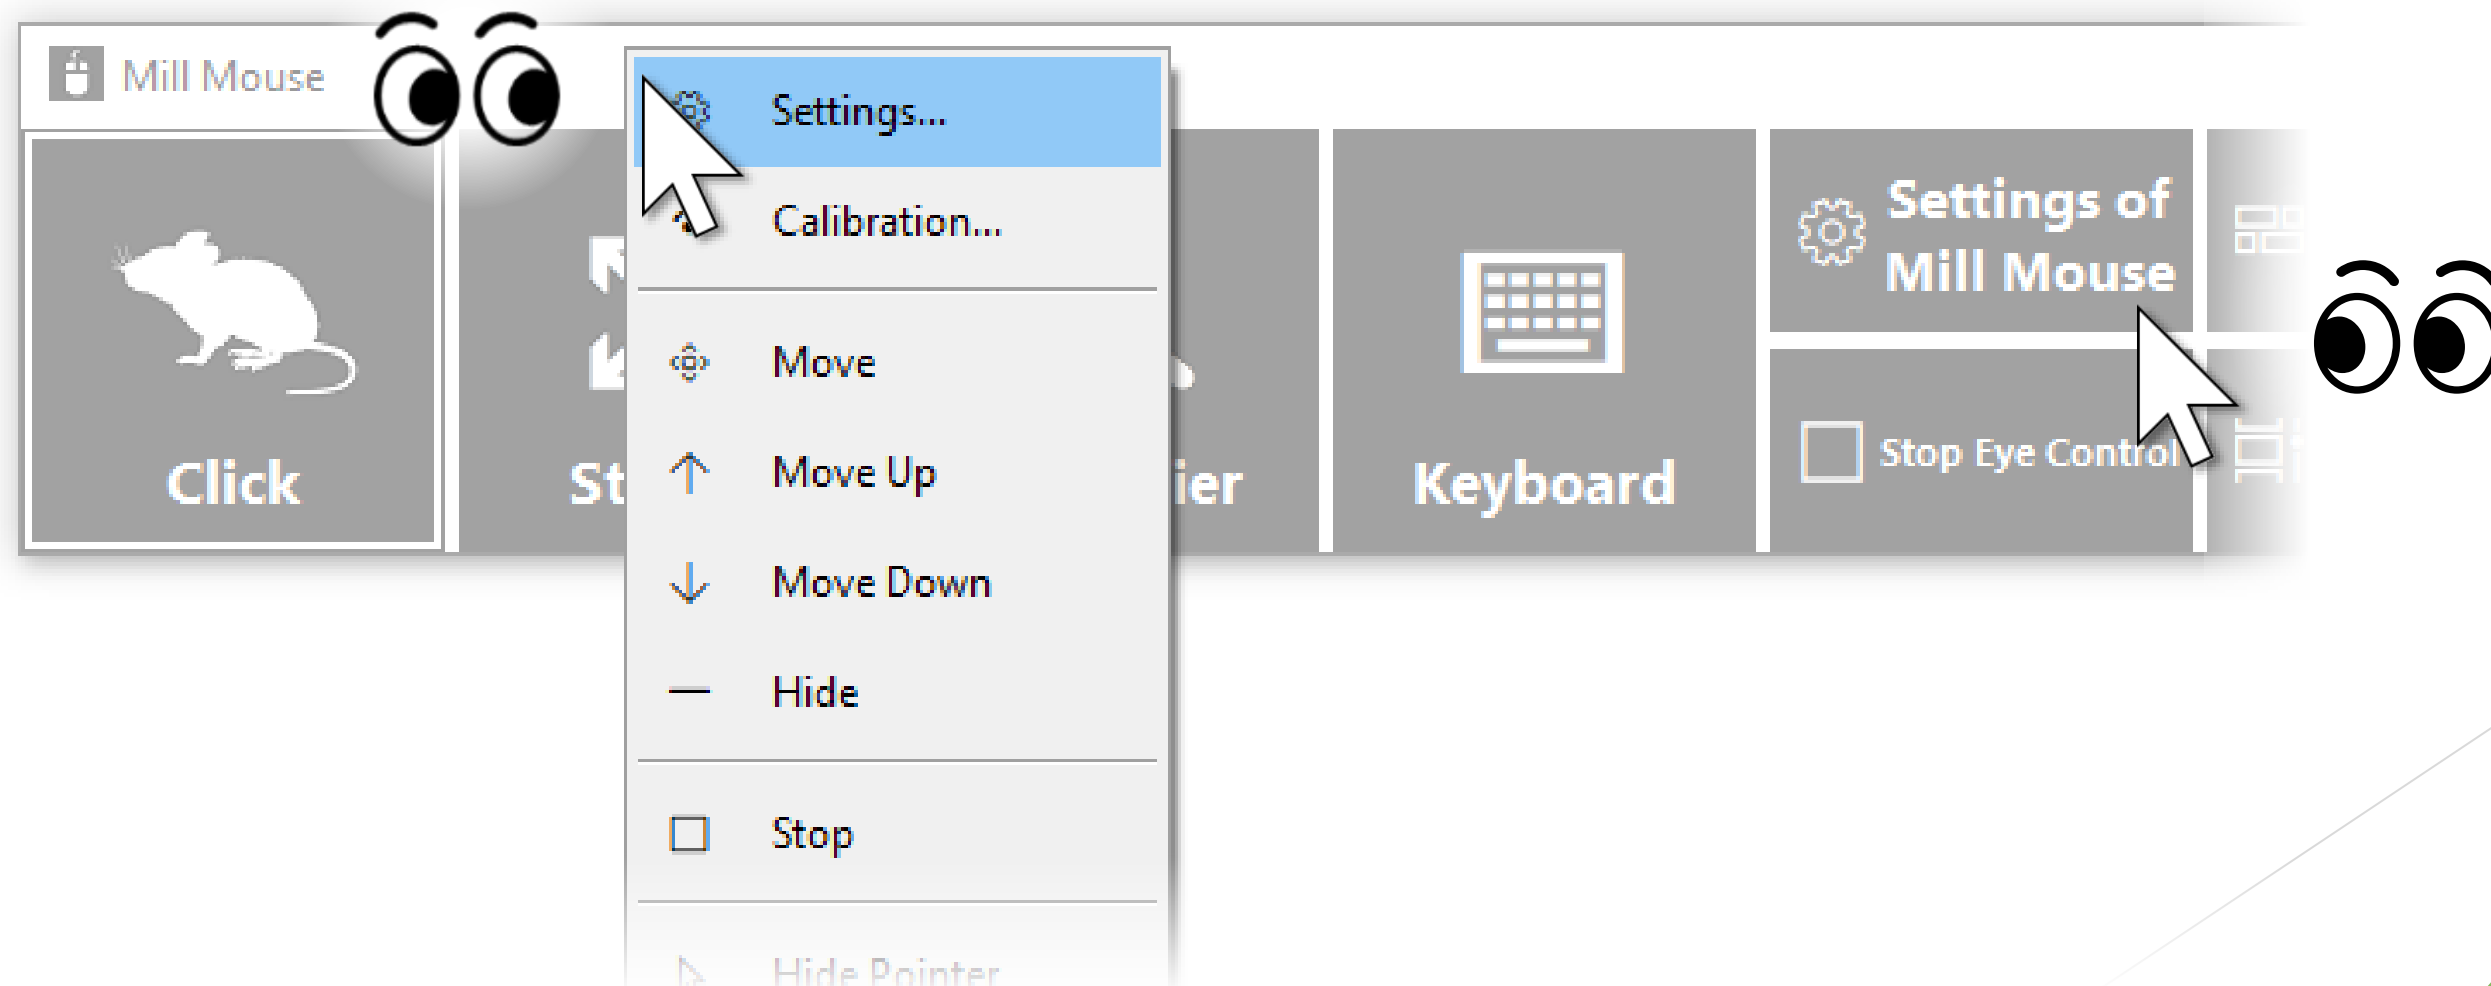 Mill Mouse
Settings...
Calibration...
Move
Move Up
Move Down
Hide
Stop
Hide Pointer
Click
Keyboard
Settings of
Mill Mouse
Stop Eye Control